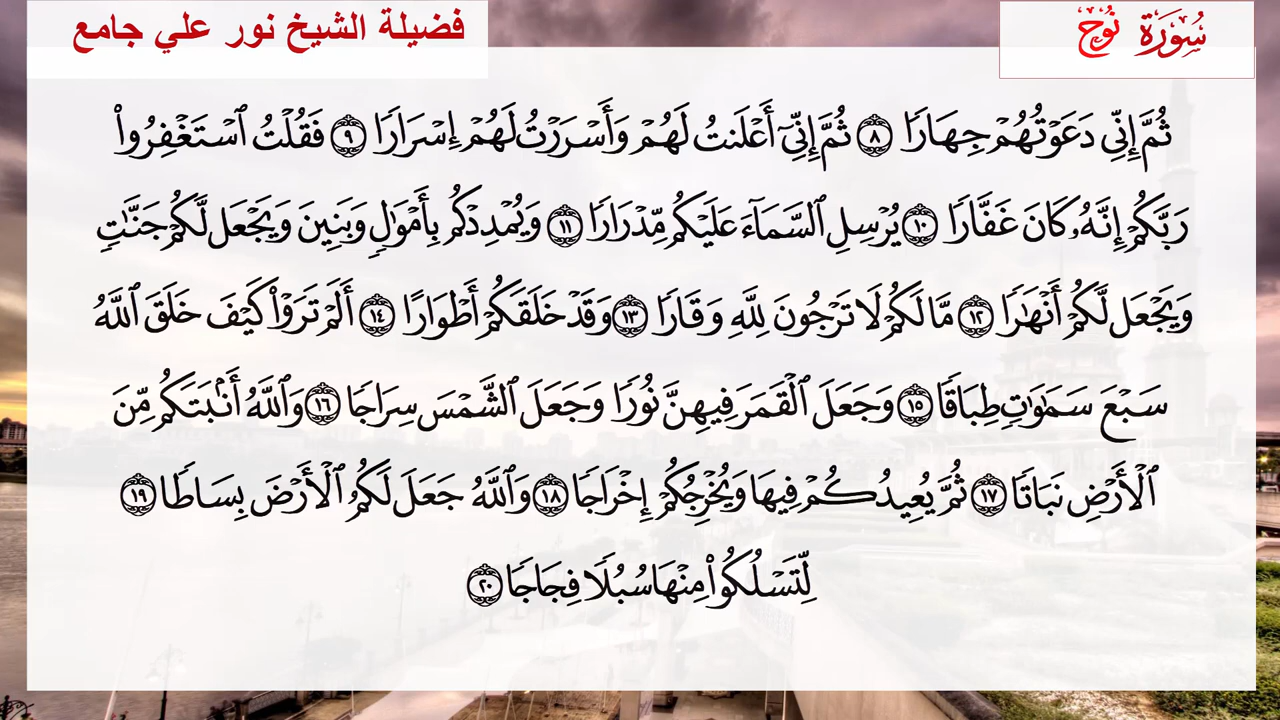 سُورَةُ نُوحٍ
فضيلة الشيخ نور علي جامع
ثُمَّ إِنِّي دَعَوْتُهُمْ جِهَارًا ٨ ثُمَّ إِنِّيٓ أَعْلَنتُ لَهُمْ وَأَسْرَرْتُ لَهُمْ إِسْرَارًا ٩ فَقُلْتُ ٱسْتَغْفِرُواْ
رَبَّكُمْ إِنَّهُۥ كَانَ غَفَّارًا ١٠ يُرْسِلِ ٱلسَّمَآءَ عَلَيْكُم مِّدْرَارًا ١١ وَيُمْدِدْكُم بِأَمْوَٰلٍ وَبَنِينَ وَيَجْعَل لَّكُمْ جَنَّٰتٍ
وَيَجْعَل لَّكُمْ أَنْهَٰرًا ١٢ مَّا لَكُمْ لَا تَرْجُونَ لِلَّهِ وَقَارًا ١٣ وَقَدْ خَلَقَكُمْ أَطْوَارًا ١٤ أَلَمْ تَرَوْاْ كَيْفَ خَلَقَ ٱللَّهُ
سَبْعَ سَمَٰوَٰتٍ طِبَاقًا ١٥ وَجَعَلَ ٱلْقَمَرَ فِيهِنَّ نُورًا وَجَعَلَ ٱلشَّمْسَ سِرَاجًا ١٦ وَٱللَّهُ أَنۢبَتَكُم مِّنَ
ٱلْأَرْضِ نَبَاتًا ١٧ ثُمَّ يُعِيدُكُمْ فِيهَا وَيُخْرِجُكُمْ إِخْرَاجًا ١٨ وَٱللَّهُ جَعَلَ لَكُمُ ٱلْأَرْضَ بِسَاطًا ١٩
لِّتَسْلُكُواْ مِنْهَا سُبُلًا فِجَاجًا ٢٠